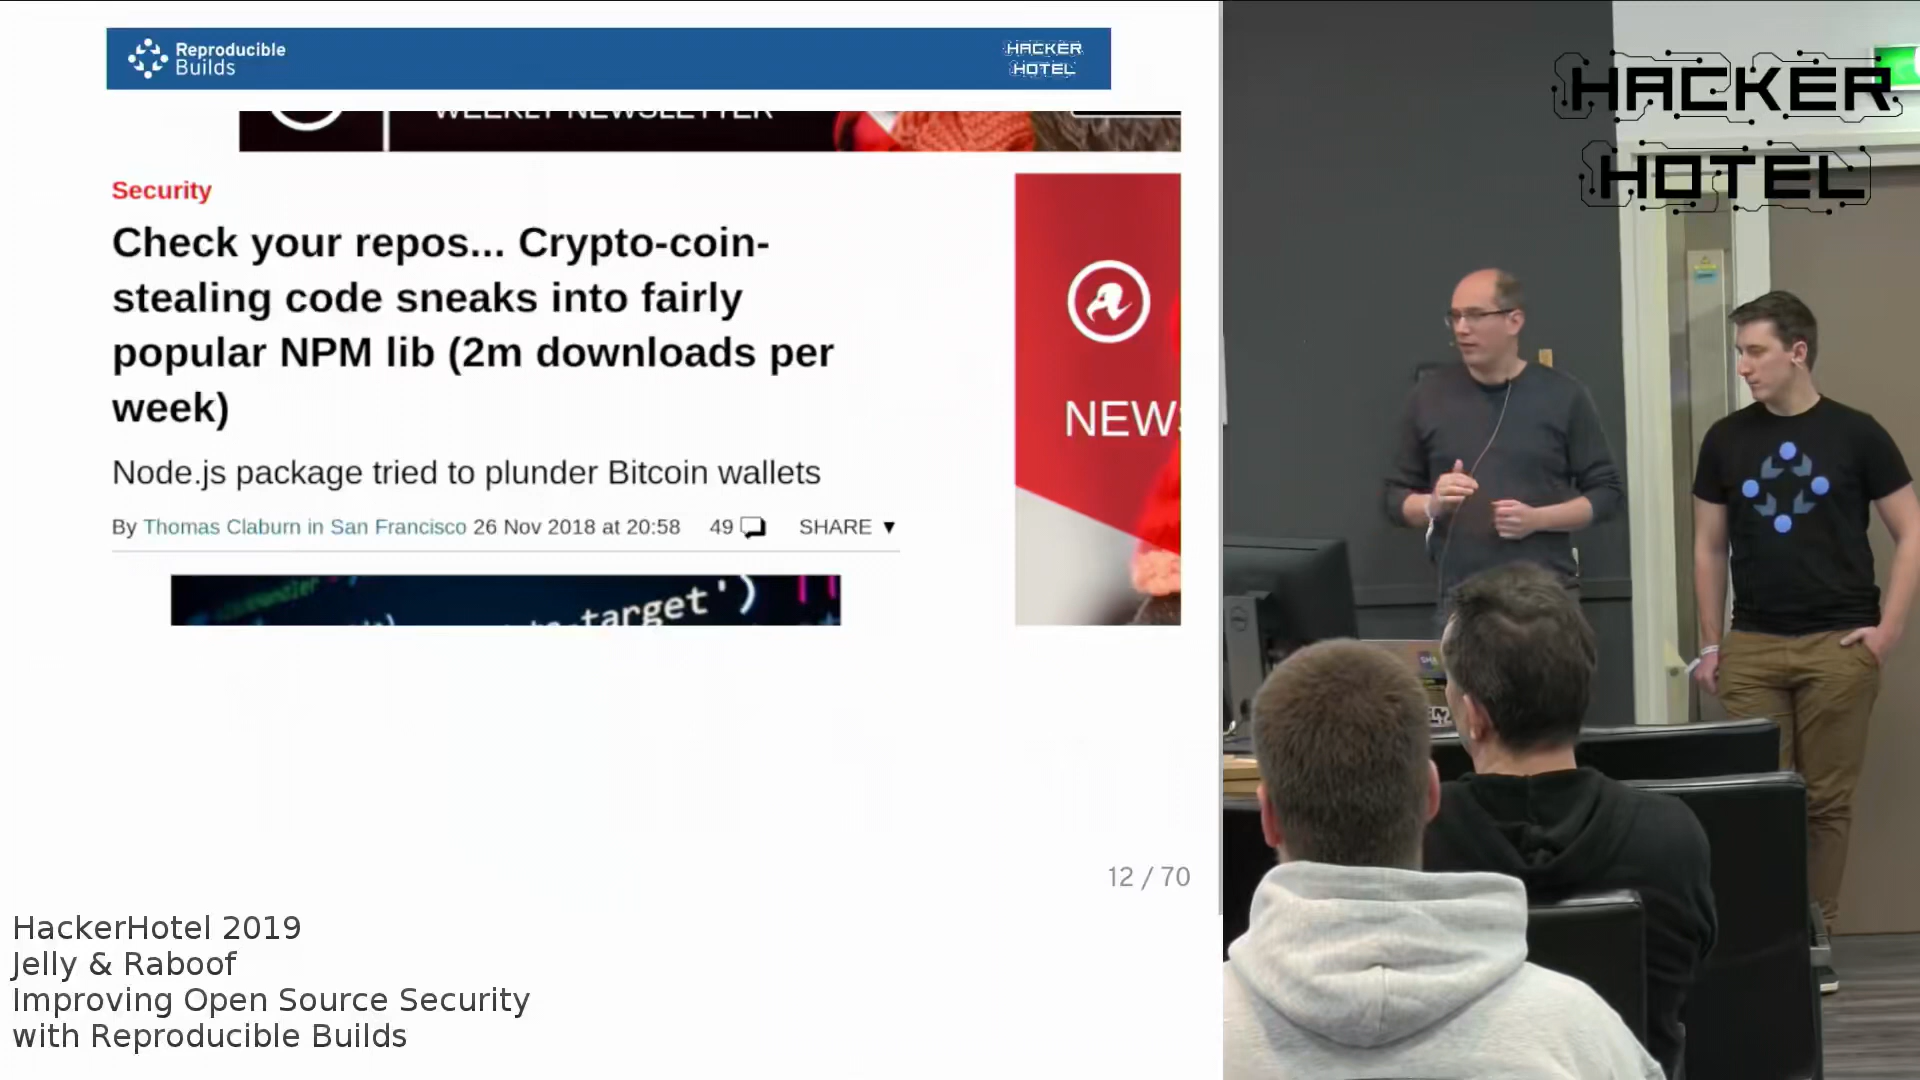 Reproducible
Builds
HACKER
HOTEL
WEEKLY NEWSLETTER
Security
Check your repos... Crypto-coin-
stealing code sneaks into fairly
popular NPM lib (2m downloads per
week)
Node.js package tried to plunder Bitcoin wallets
By Thomas Claburn in San Francisco 26 Nov 2018 at 20:58 49 SHARE ▼
NEWS
target')
12 / 70
HackerHotel 2019
Jelly & Raboof
Improving Open Source Security
with Reproducible Builds
HACKER
HOTEL